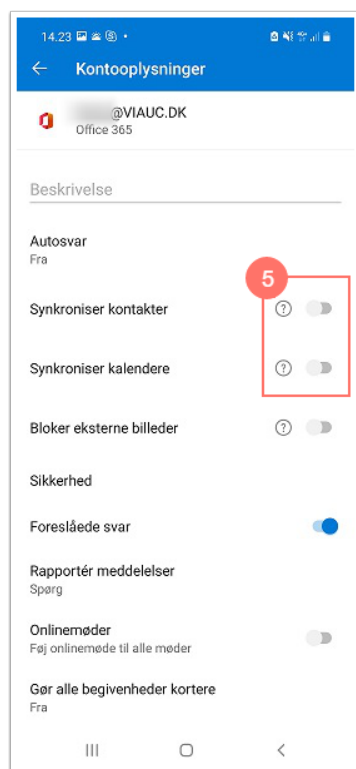 14.23
Kontooplysninger
@VIAUC.DK
Office 365
Beskrivelse
Autosvar
Fra
5
Synkroniser kontakter
Synkroniser kalendere
Bloker eksterne billeder
Sikkerhed
Foreslåede svar
Rapportér meddelelser
Spørg
Onlinemøder
Føj onlinemøde til alle møder
Gør alle begivenheder kortere
Fra